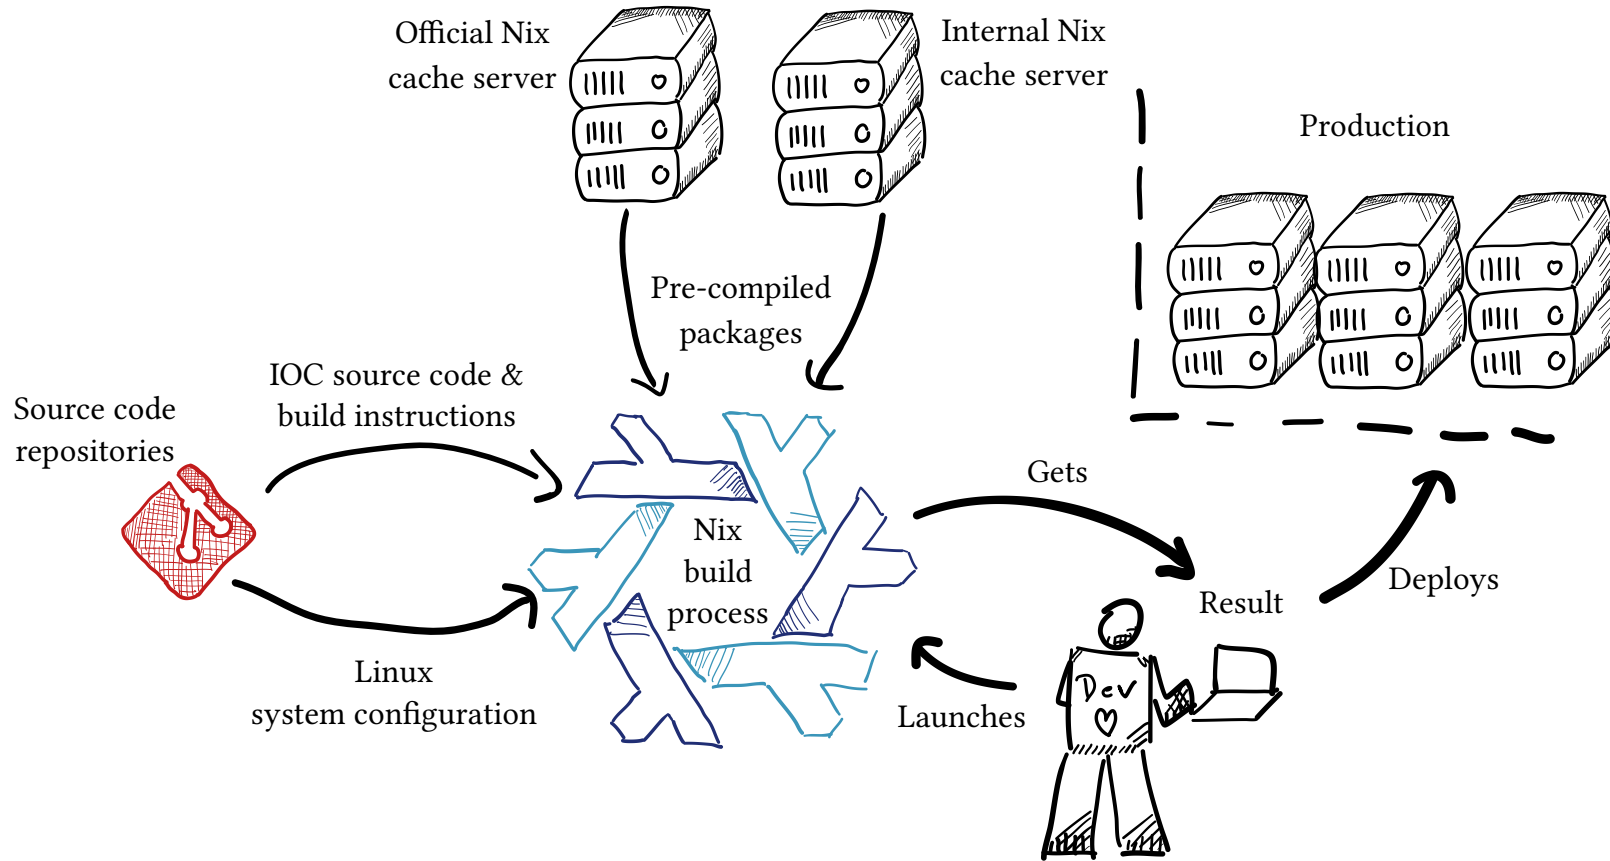 Official Nix
cache server
Internal Nix
cache server
Production
Pre-compiled
packages
IOC source code &
build instructions
Source code
repositories
Gets
Nix
build
process
Deploys
Result
Linux
system configuration
Launches
Dev